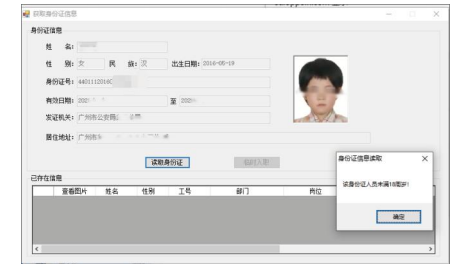 获取身份证信息
身份证信息
姓 名:
性 别: 女 民 族: 汉 出生日期: 2016-05-19
身份证号: 4401112016
有效日期: 202 至 202
发证机关: 广州市公安局
居住地址: 广州市
读取身份证 临时入职
已存在信息
查看图片 姓名 性别 工号 部门 岗位
身份证信息读取
该身份证人员未满18周岁!
确定